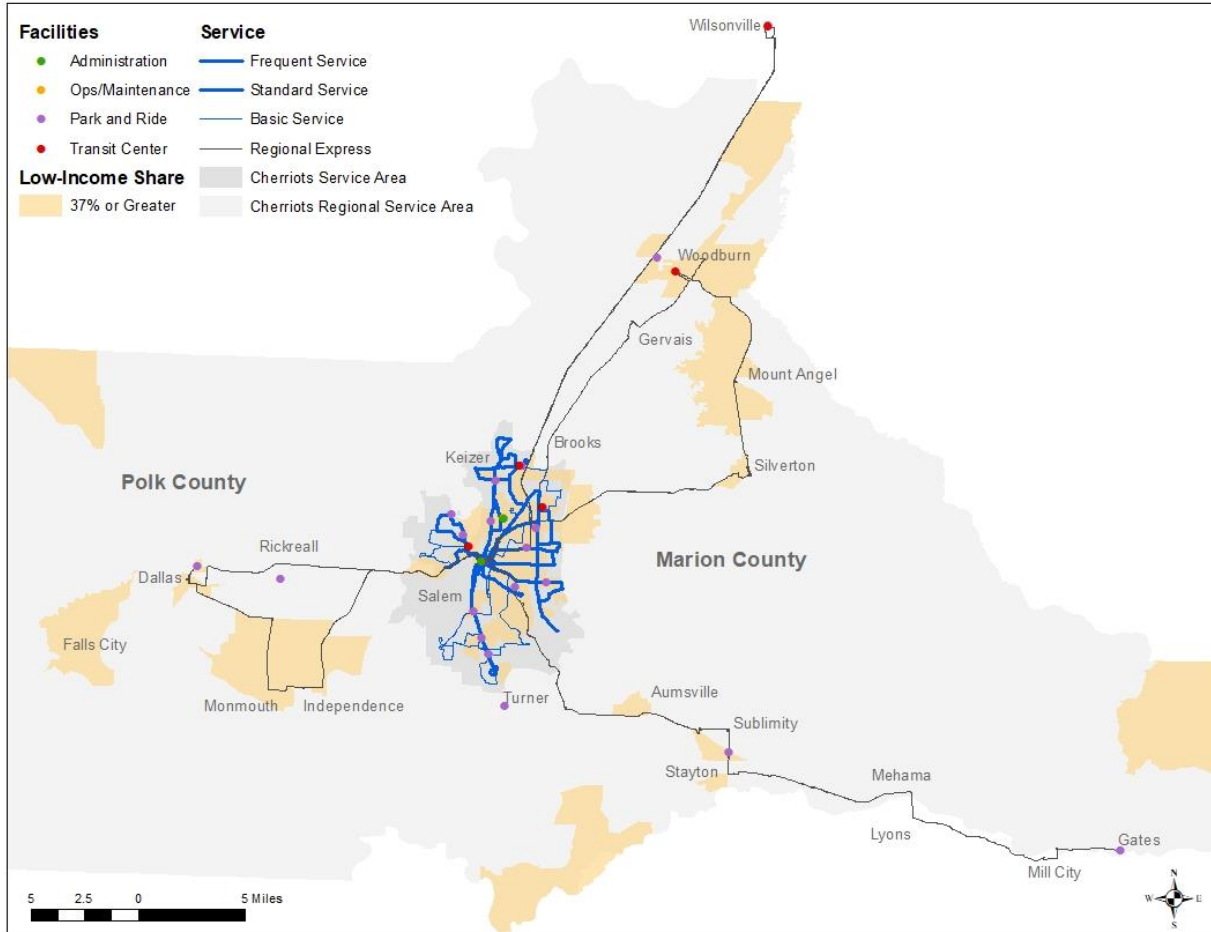 Facilities
Administration
Ops/Maintenance
Park and Ride
Transit Center
Low-Income Share
37% or Greater
Service
Frequent Service
Standard Service
Basic Service
Regional Express
Cherriots Service Area
Cherriots Regional Service Area
Wilsonville
Woodburn
Gervais
Mount Angel
Brooks
Keizer
Silverton
Polk County
Marion County
Rickreall
Dallas
Salem
Falls City
Monmouth
Independence
Turner
Aumsville
Sublimity
Stayton
Mehama
Lyons
Gates
Mill City
5 2.5 0 5 Miles
N
W E
S